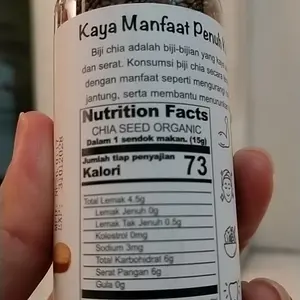 Kaya Manfaat Penuh
Biji chia adalah biji-bijian yang
dan serat. Konsumsi biji chia secara
dengan manfaat seperti mengurangi
jantung, serta membantu menurunkan
Nutrition Facts
CHIA SEED ORGANIC
Dalam 1 sendok makan. (15g)
Jumlah tiap penyajian
Kalori 73
Total Lemak 4.5g
Lemak Jenuh 0g
Lemak Tak Jenuh 0.5g
Kolestrol 0mg
Sodium 3mg
Total Karbohidrat 6g
Serat Pangan 6g
Gula 0g